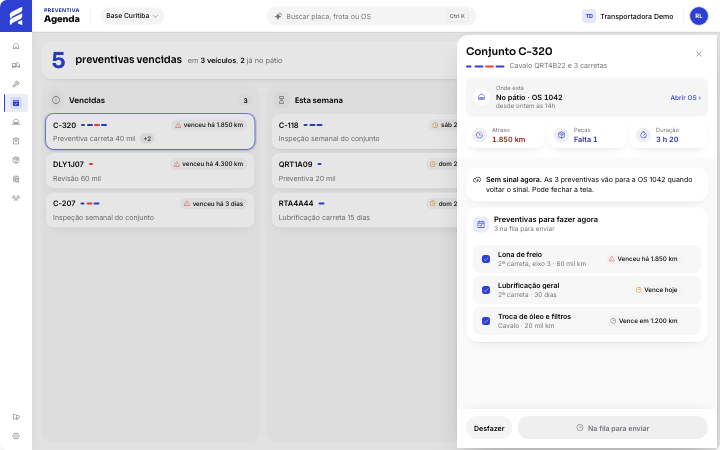 PREVENTIVA
Agenda
Base Curitiba
Buscar placa, frota ou OS
Ctrl K
TD
Transportadora Demo
RL
5 preventivas vencidas em 3 veículos, 2 já no pátio
Vencidas
3
C-320
venceu há 1.850 km
Preventiva carreta 40 mil
+2
DLY1J07
venceu há 4.300 km
Revisão 60 mil
C-207
venceu há 3 dias
Inspeção semanal do conjunto
Esta semana
C-118
sáb 2
Inspeção semanal do conjunto
QRT1A09
dom 2
Preventiva 20 mil
RTA4A44
dom 2
Lubrificação carreta 15 dias
Conjunto C-320
Cavalo QRT4B22 e 3 carretas
Onde está
No pátio · OS 1042
desde ontem às 14h
Abrir OS ›
Atraso
1.850 km
Peças
Falta 1
Duração
3 h 20
Sem sinal agora. As 3 preventivas vão para a OS 1042 quando
voltar o sinal. Pode fechar a tela.
Preventivas para fazer agora
3 na fila para enviar
Lona de freio
2ª carreta, eixo 3 · 60 mil km
Venceu há 1.850 km
Lubrificação geral
2ª carreta · 30 dias
Vence hoje
Troca de óleo e filtros
Cavalo · 20 mil km
Vence em 1.200 km
Desfazer
Na fila para enviar